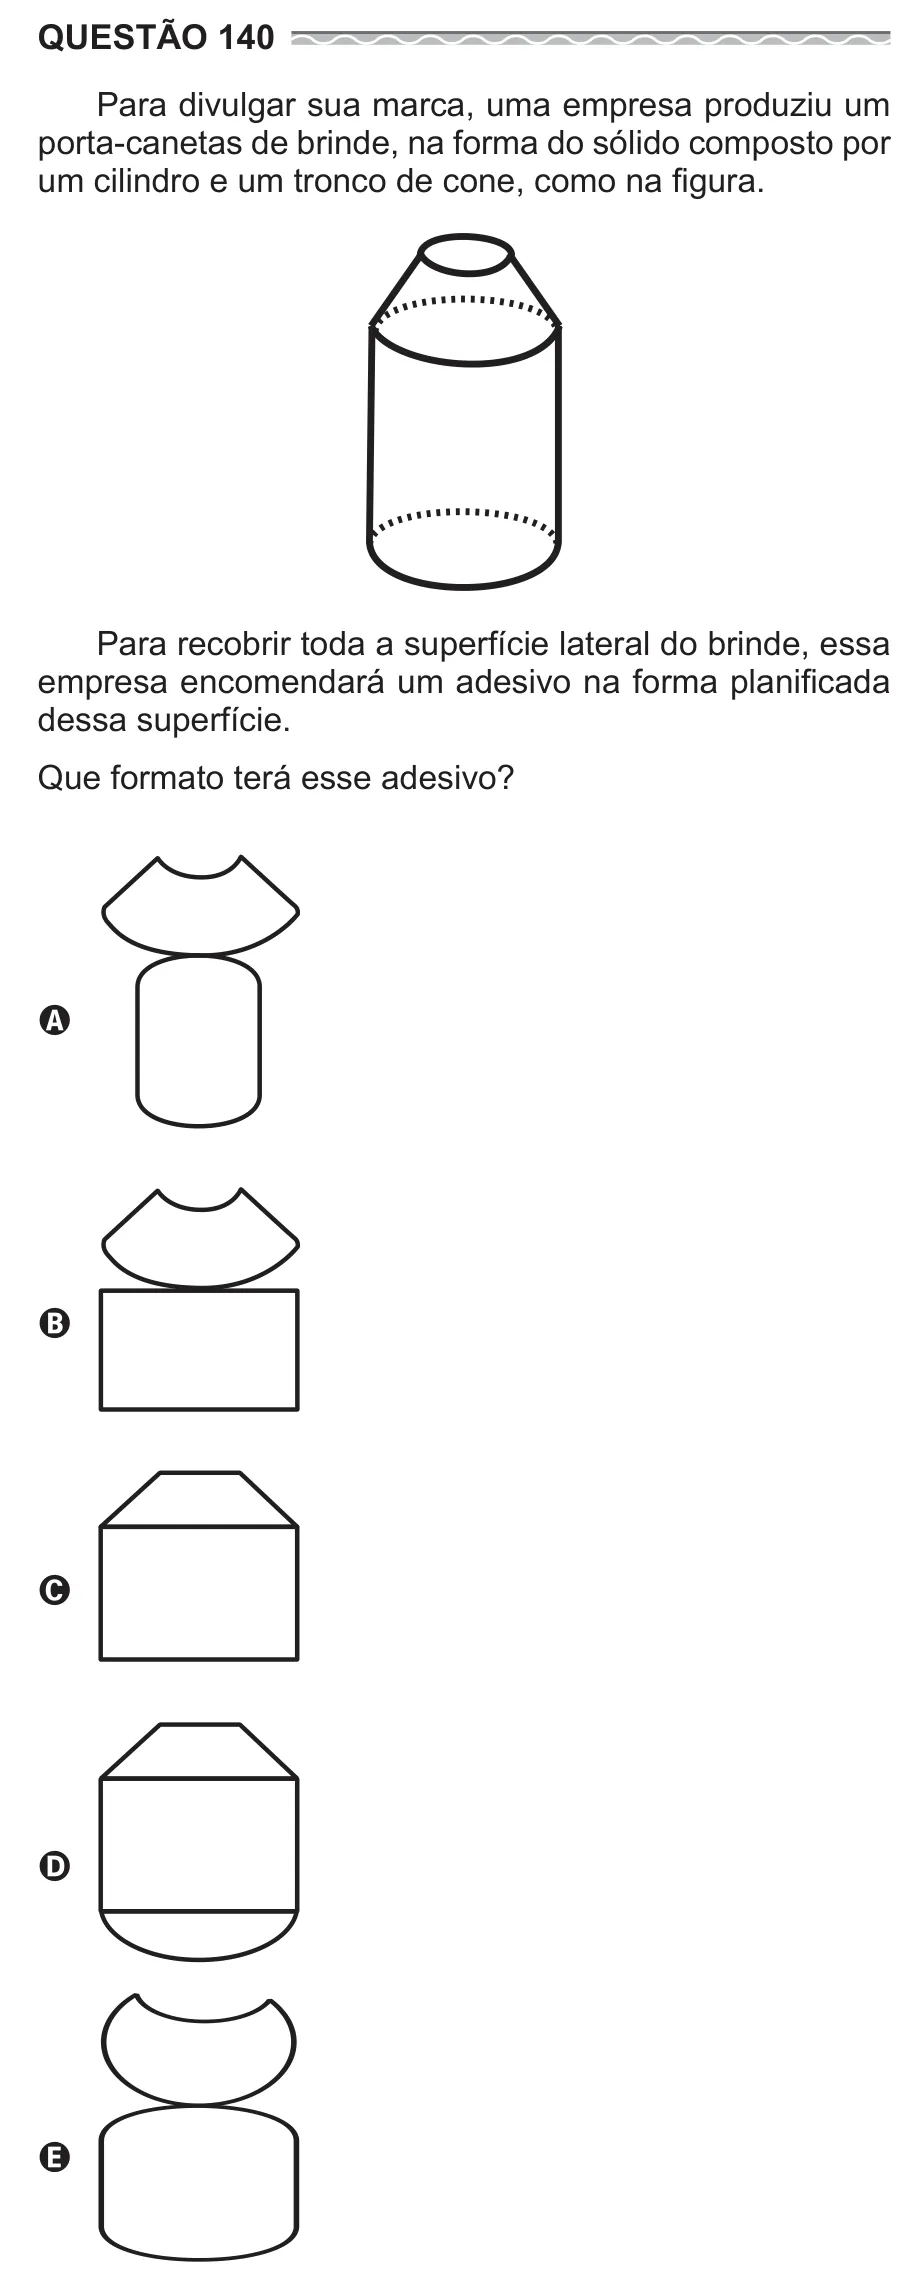 QUESTÃO 140
Para divulgar sua marca, uma empresa produziu um
porta-canetas de brinde, na forma do sólido composto por
um cilindro e um tronco de cone, como na figura.
Para recobrir toda a superfície lateral do brinde, essa
empresa encomendará um adesivo na forma planificada
dessa superfície.
Que formato terá esse adesivo?
A
B
C
D
E